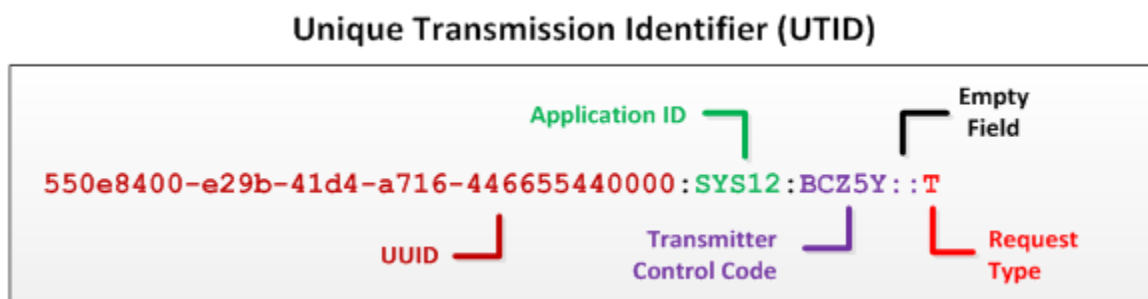 Unique Transmission Identifier (UTID)
Application ID
Empty
Field
550e8400-e29b-41d4-a716-446655440000:SYS12:BCZ5Y::T
UUID
Transmitter
Control Code
Request
Type